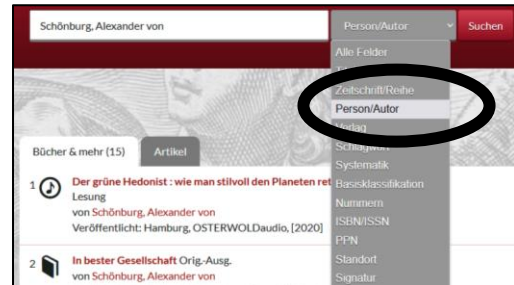 Schönburg, Alexander von
Person/Autor
Suchen
Alle Felder
Zeitschrift/Reihe
Person/Autor
Verlag
Schlagwort
Systematik
Basisklassifikation
Nummern
ISBN/ISSN
PPN
Standort
Signatur
Bücher & mehr (15)
Artikel
1 Der grüne Hedonist : wie man stilvoll den Planeten ret
Lesung
von Schönburg, Alexander von
Veröffentlicht: Hamburg, OSTERWOLDaudio, [2020]
2 In bester Gesellschaft Orig.-Ausg.
von Schönburg, Alexander von